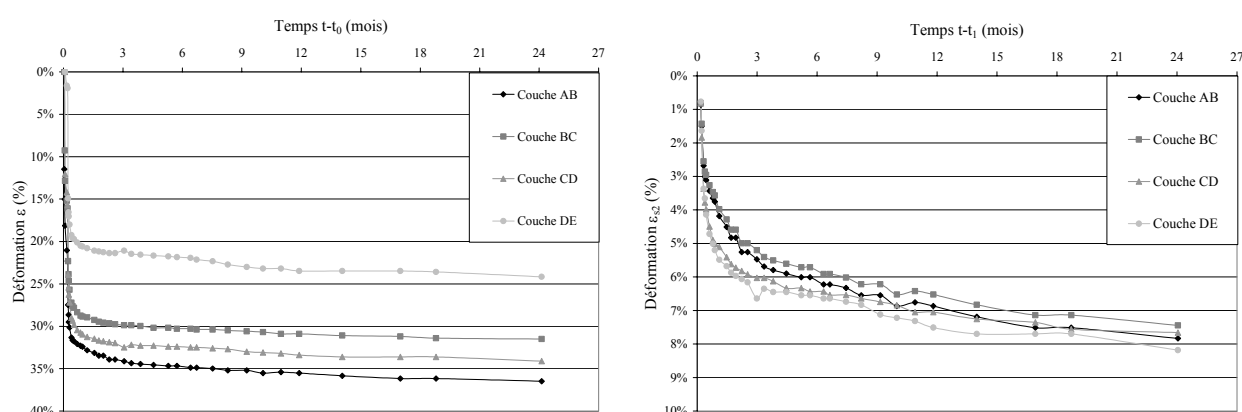 Temps t-t0 (mois)
0 3 6 9 12 15 18 21 24 27
0%
5%
10%
15%
20%
25%
30%
35%
40%
Déformation ε (%)
Couche AB
Couche BC
Couche CD
Couche DE
Temps t-t1 (mois)
0 3 6 9 12 15 18 21 24 27
0%
1%
2%
3%
4%
5%
6%
7%
8%
9%
10%
Déformation εs2 (%)
Couche AB
Couche BC
Couche CD
Couche DE